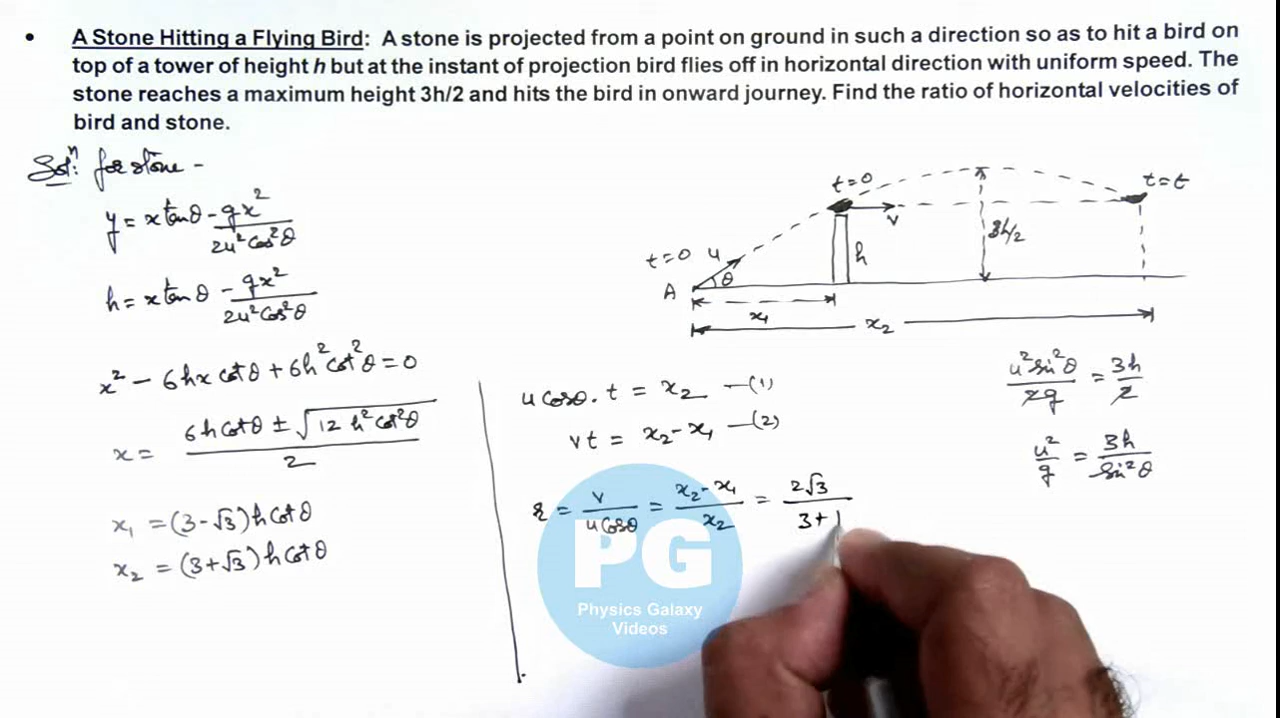 • A Stone Hitting a Flying Bird: A stone is projected from a point on ground in such a direction so as to hit a bird on
top of a tower of height h but at the instant of projection bird flies off in horizontal direction with uniform speed. The
stone reaches a maximum height 3h/2 and hits the bird in onward journey. Find the ratio of horizontal velocities of
bird and stone.
Solⁿ: for stone –
y = x tanθ - gx²/2u²cos²θ
h = x tanθ - gx²/2u²cos²θ
x² - 6hx cotθ + 6h²cot²θ = 0
x = (6h cotθ ± √12h²cot²θ)/2
x₁ = (3-√3)h cotθ
x₂ = (3+√3)h cotθ
t=0
t=t
v
3h/2
h
t=0 u
θ
A
x₁
x₂
u cosθ . t = x₂ —(1)
vt = x₂-x₁ —(2)
r = v/u cosθ = x₂-x₁/x₂ = 2√3/3+
u²sin²θ/2g = 3h/2
u²/g = 3h/sin²θ
PG
Physics Galaxy
Videos